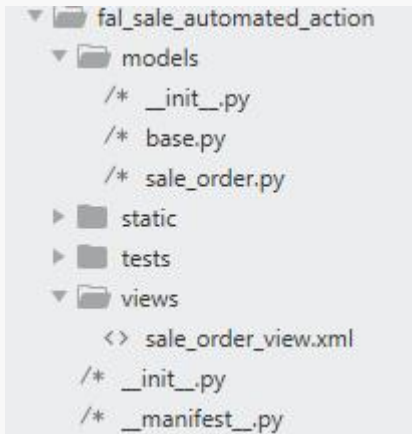 fal_sale_automated_action
models
/* __init__.py
/* base.py
/* sale_order.py
static
tests
views
<> sale_order_view.xml
/* __init__.py
/* __manifest__.py